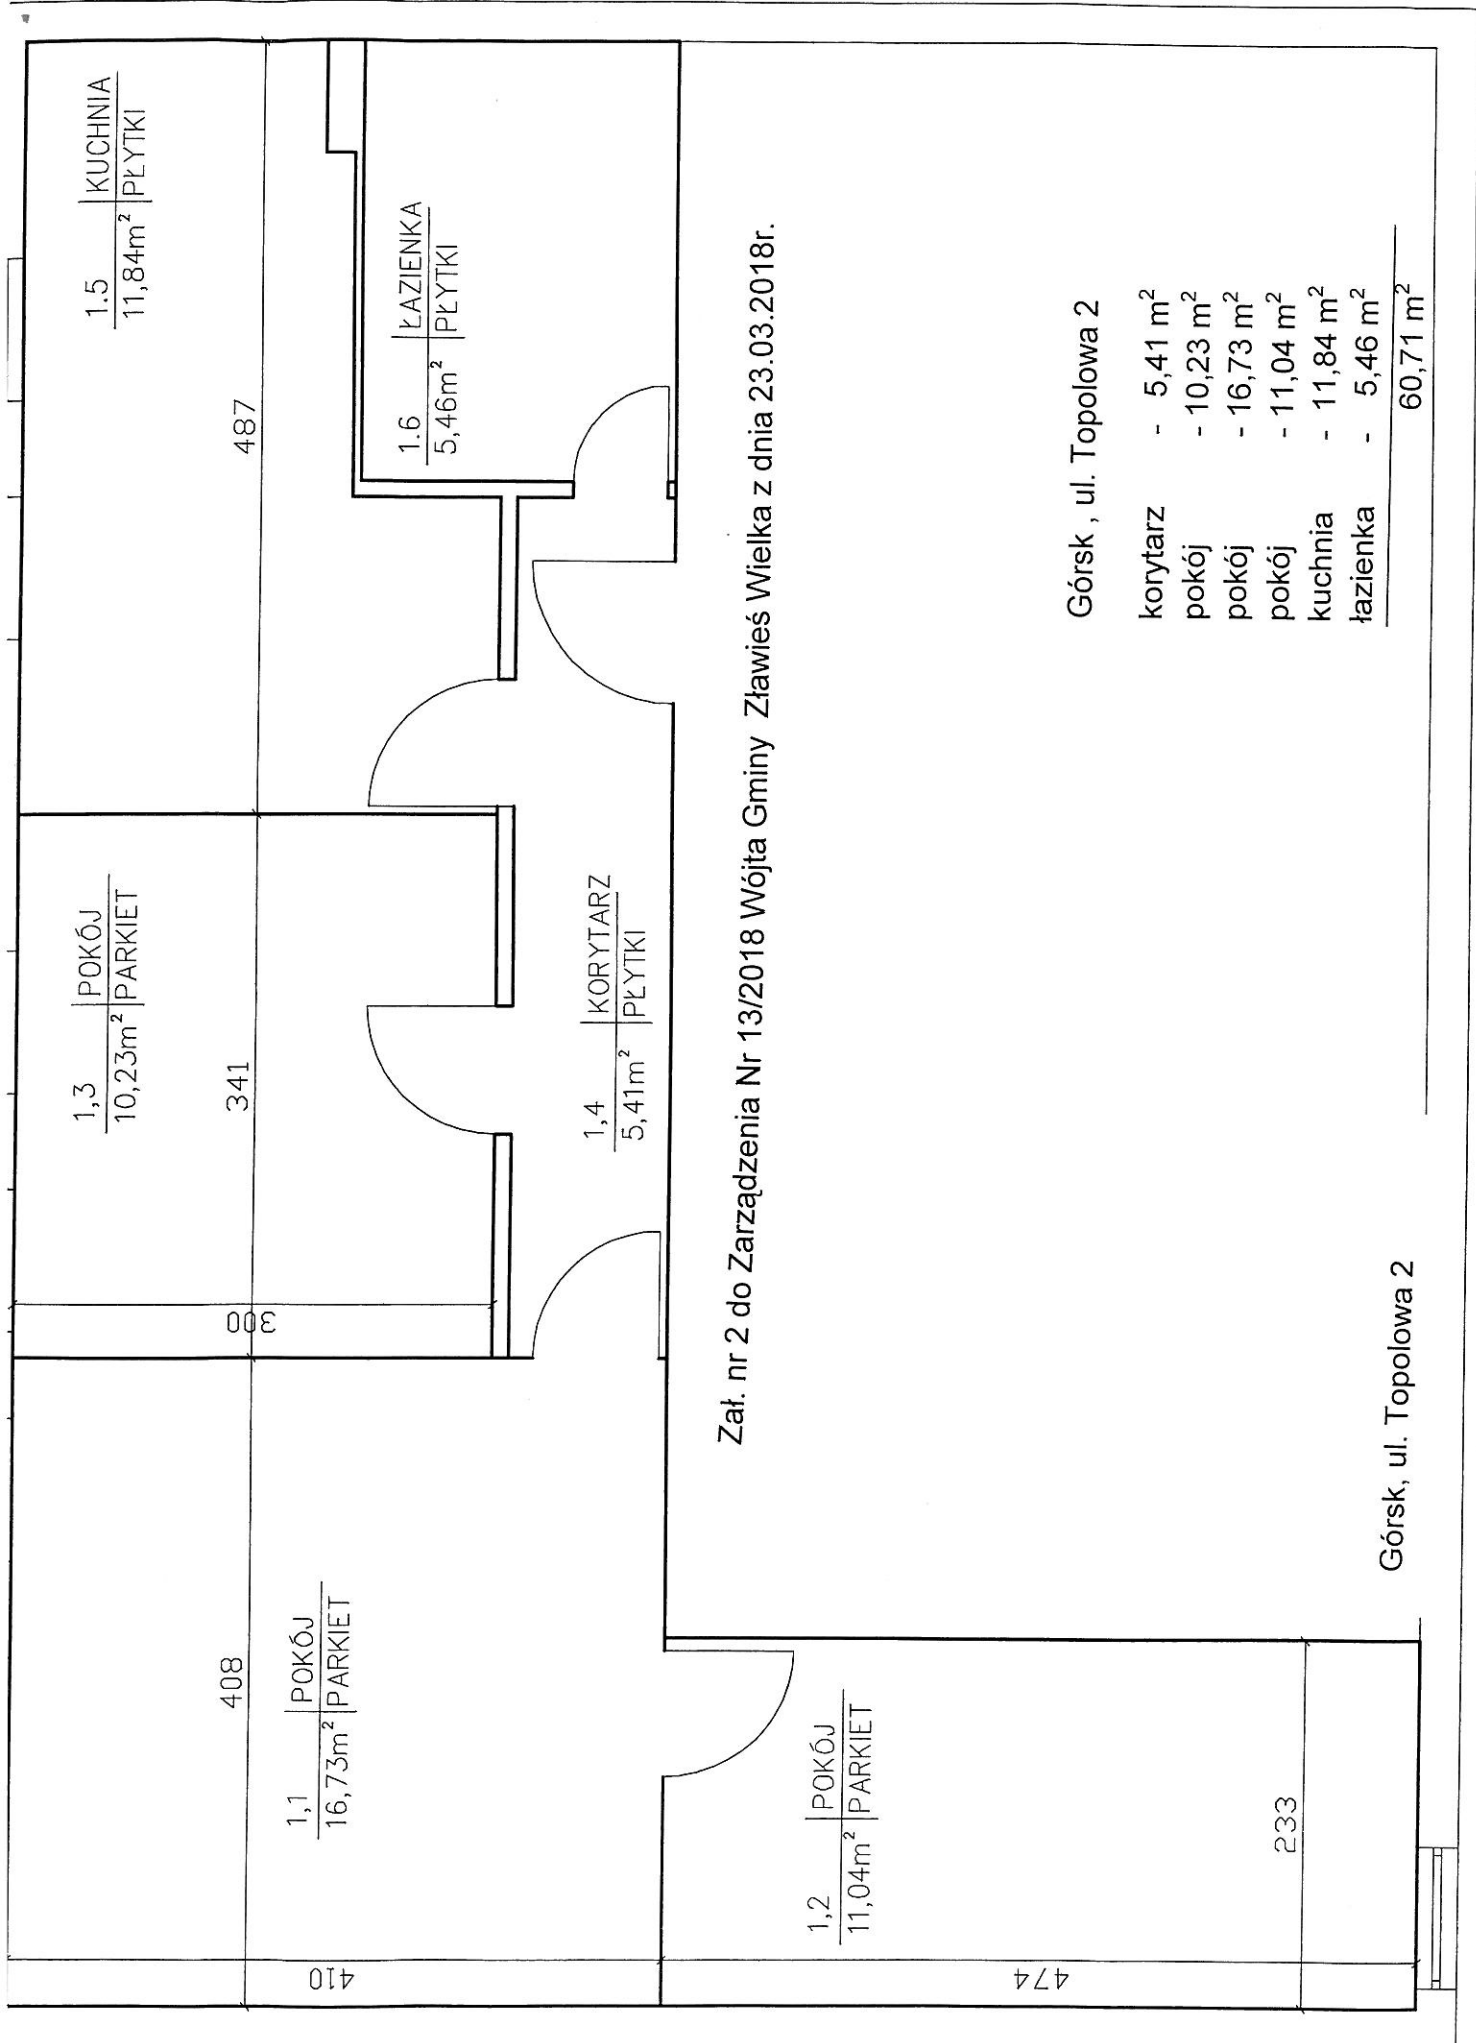 1,1 POKÓJ
16,73m² PARKIET
408
410
1,2 POKÓJ
11,04m² PARKIET
233
474
1,3 POKÓJ
10,23m² PARKIET
341
300
1,4 KORYTARZ
5,41m² PŁYTKI
1.5 KUCHNIA
11,84m² PŁYTKI
487
1.6 ŁAZIENKA
5,46m² PŁYTKI
Zał. nr 2 do Zarządzenia Nr 13/2018 Wójta Gminy Zławieś Wielka z dnia 23.03.2018r.
Górsk , ul. Topolowa 2
korytarz - 5,41 m²
pokój - 10,23 m²
pokój - 16,73 m²
pokój - 11,04 m²
kuchnia - 11,84 m²
łazienka - 5,46 m²
60,71 m²
Górsk, ul. Topolowa 2